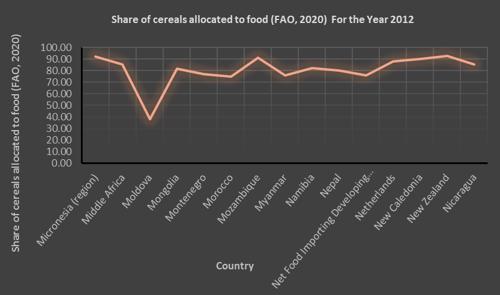 Share of cereals allocated to food (FAO, 2020)  For the Year 2012
Share of cereals allocated to food (FAO, 2020)
100.00
90.00
80.00
70.00
60.00
50.00
40.00
30.00
20.00
10.00
0.00
Micronesia (region)
Middle Africa
Moldova
Mongolia
Montenegro
Morocco
Mozambique
Myanmar
Namibia
Nepal
Net Food Importing Developing...
Netherlands
New Caledonia
New Zealand
Nicaragua
Country